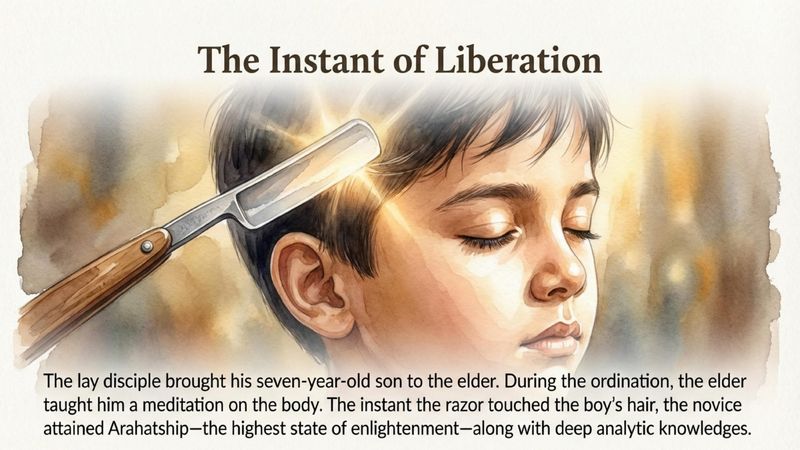 The Instant of Liberation
The lay disciple brought his seven-year-old son to the elder. During the ordination, the elder
taught him a meditation on the body. The instant the razor touched the boy’s hair, the novice
attained Arahatship—the highest state of enlightenment—along with deep analytic knowledges.